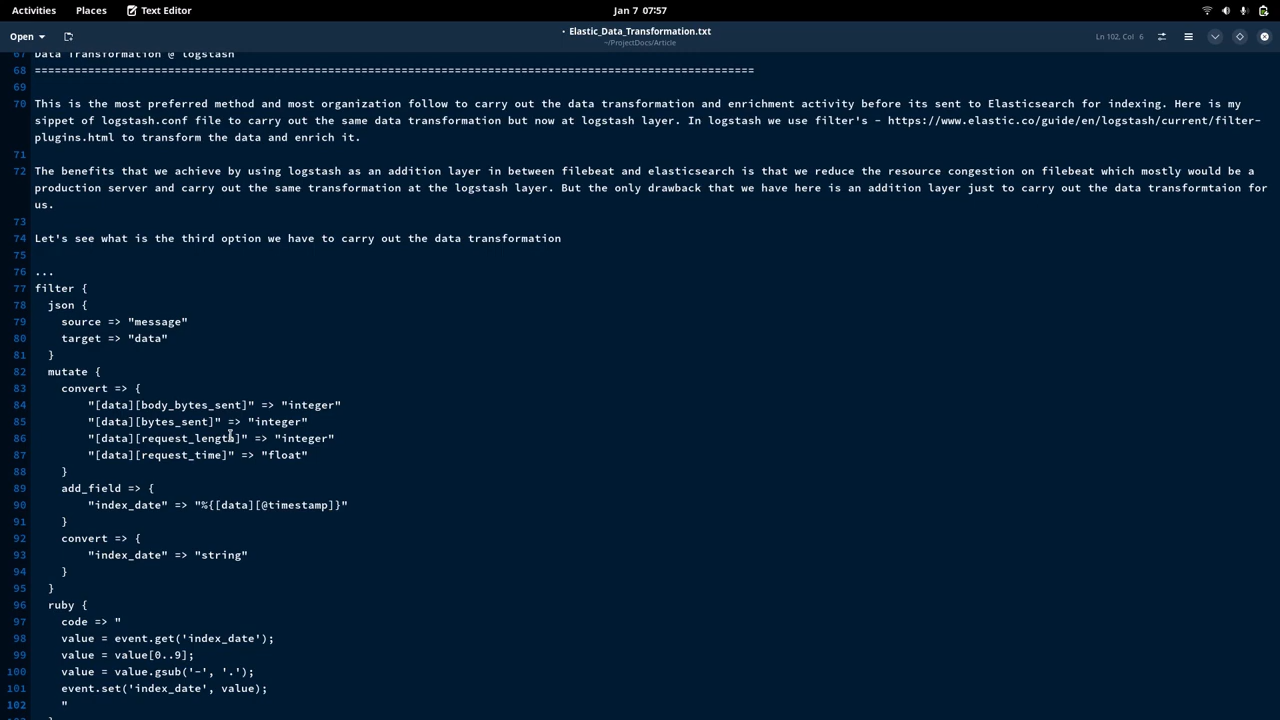 Activities Places Text Editor Jan 7 07:57
Open • Elastic_Data_Transformation.txt
~/ProjectDocs/Article Ln 102, Col 6
67 Data Transformation @ logstash
68 ============================================================================================================
69
70 This is the most preferred method and most organization follow to carry out the data transformation and enrichment activity before its sent to Elasticsearch for indexing. Here is my
sippet of logstash.conf file to carry out the same data transformation but now at logstash layer. In logstash we use filter's - https://www.elastic.co/guide/en/logstash/current/filter-
plugins.html to transform the data and enrich it.
71
72 The benefits that we achieve by using logstash as an addition layer in between filebeat and elasticsearch is that we reduce the resource congestion on filebeat which mostly would be a
production server and carry out the same transformation at the logstash layer. But the only drawback that we have here is an addition layer just to carry out the data transformtaion for
us.
73
74 Let's see what is the third option we have to carry out the data transformation
75
76 ...
77 filter {
78 json {
79 source => "message"
80 target => "data"
81 }
82 mutate {
83 convert => {
84 "[data][body_bytes_sent]" => "integer"
85 "[data][bytes_sent]" => "integer"
86 "[data][request_length]" => "integer"
87 "[data][request_time]" => "float"
88 }
89 add_field => {
90 "index_date" => "%{[data][@timestamp]}"
91 }
92 convert => {
93 "index_date" => "string"
94 }
95 }
96 ruby {
97 code => "
98 value = event.get('index_date');
99 value = value[0..9];
100 value = value.gsub('-', '.');
101 event.set('index_date', value);
102 "